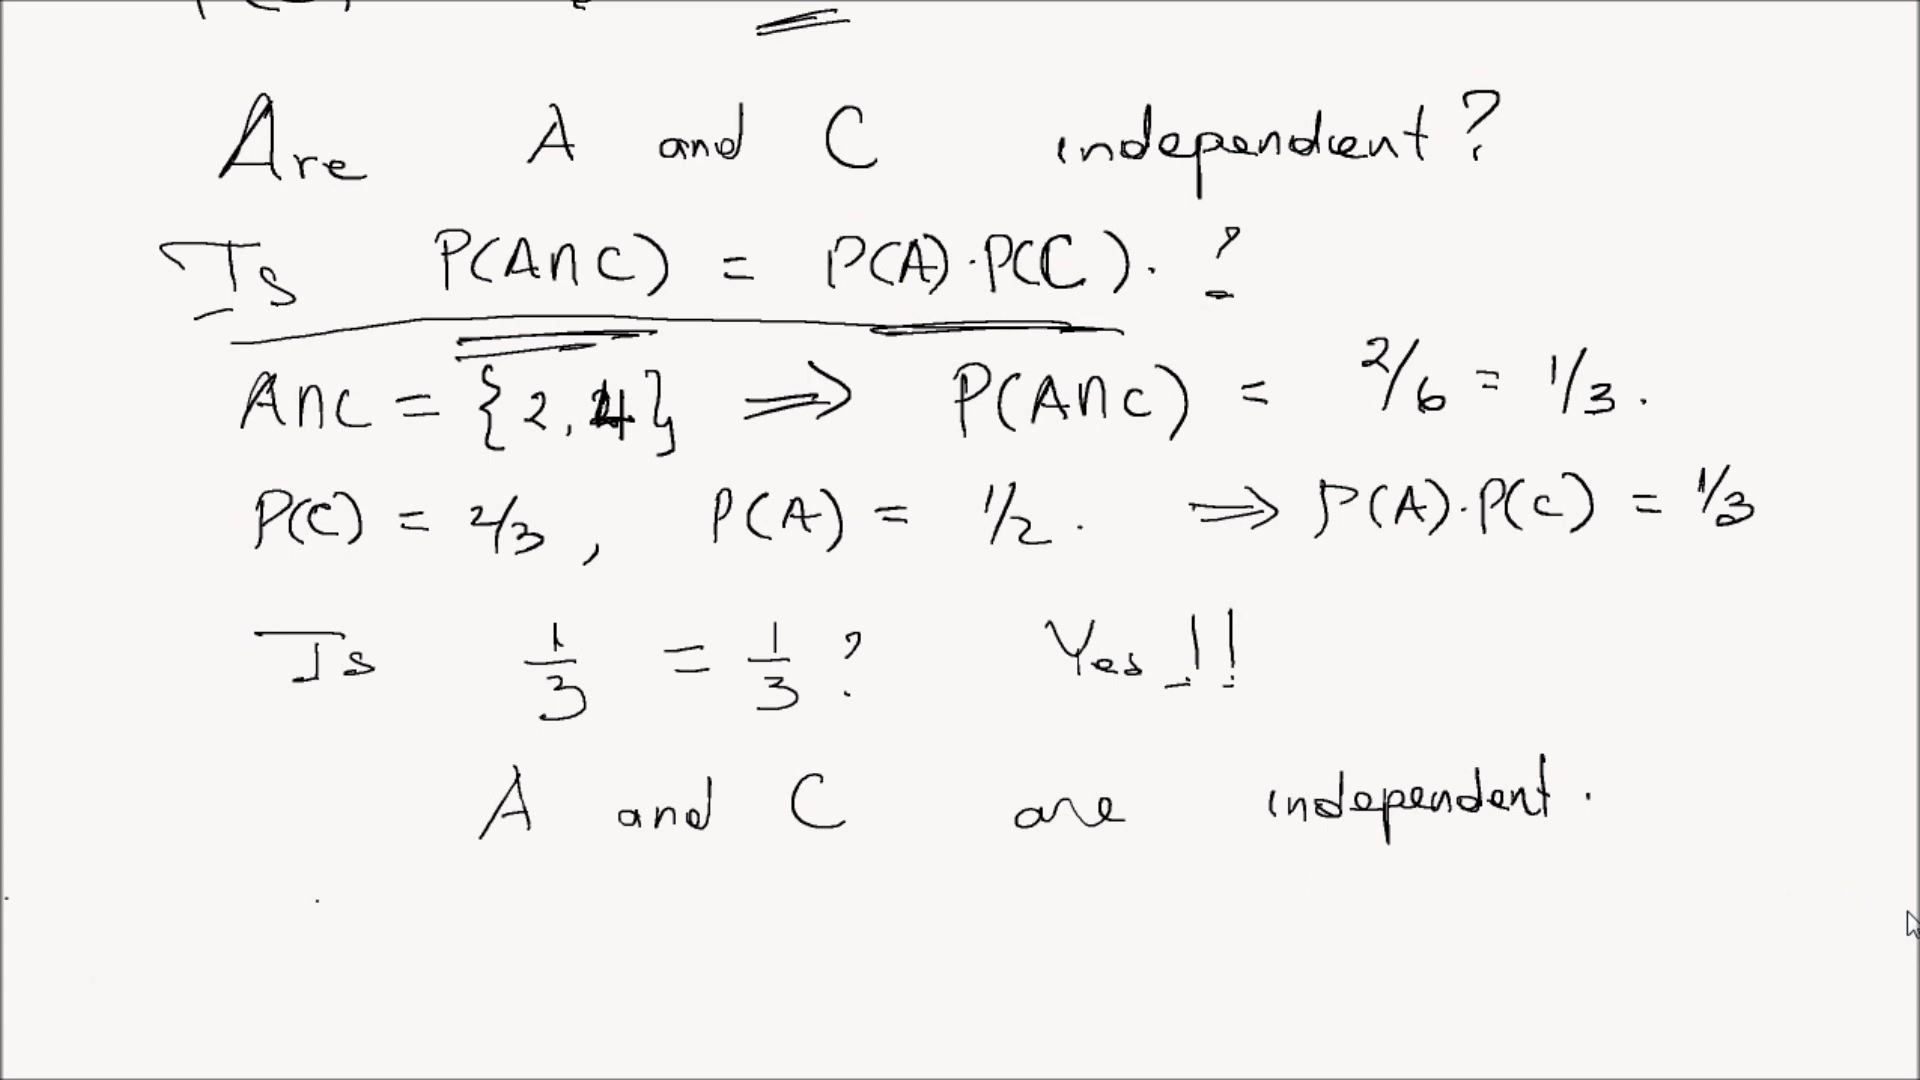 Are A and C independent?
Is P(A∩C) = P(A)·P(C). ?
A∩C = {2,4} ⇒ P(A∩C) = 2/6 = 1/3.
P(C) = 2/3, P(A) = 1/2. ⇒ P(A)·P(C) = 1/3
Is 1/3 = 1/3? Yes!!
A and C are independent.